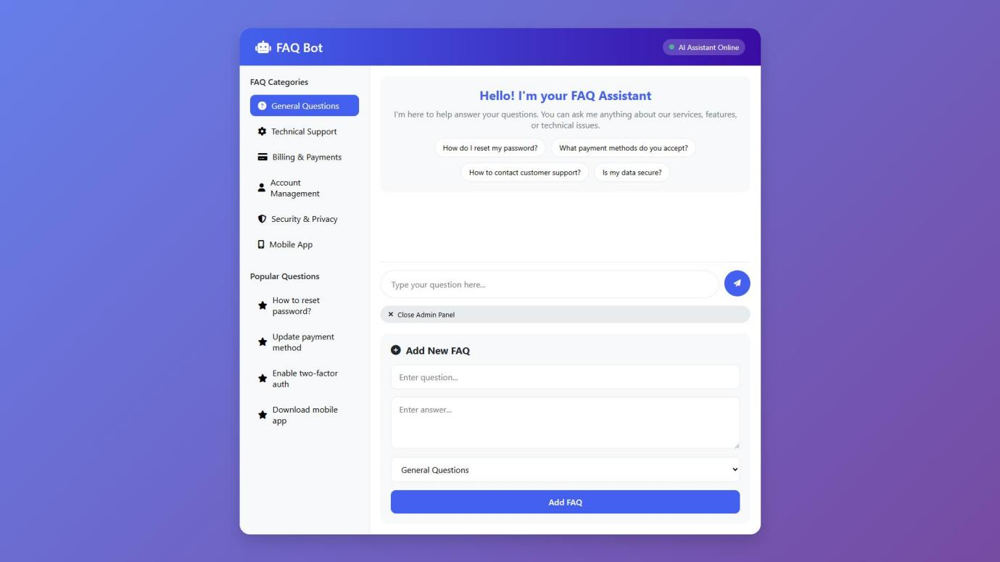 FAQ Bot
AI Assistant Online
FAQ Categories
General Questions
Technical Support
Billing & Payments
Account
Management
Security & Privacy
Mobile App
Popular Questions
How to reset
password?
Update payment
method
Enable two-factor
auth
Download mobile
app
Hello! I'm your FAQ Assistant
I'm here to help answer your questions. You can ask me anything about our services, features,
or technical issues.
How do I reset my password?
What payment methods do you accept?
How to contact customer support?
Is my data secure?
Type your question here...
Close Admin Panel
Add New FAQ
Enter question...
Enter answer...
General Questions
Add FAQ